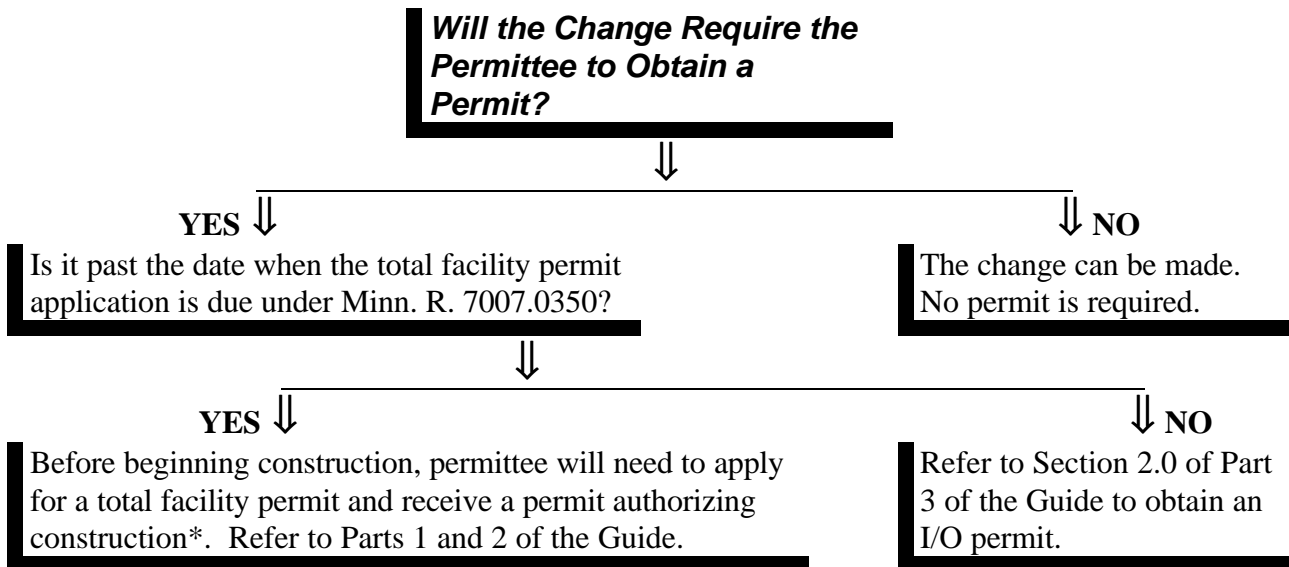 Will the Change Require the
Permittee to Obtain a
Permit?
⇓
YES ⇓
⇓ NO
Is it past the date when the total facility permit
application is due under Minn. R. 7007.0350?
The change can be made.
No permit is required.
⇓
YES ⇓
⇓ NO
Before beginning construction, permittee will need to apply
for a total facility permit and receive a permit authorizing
construction*.  Refer to Parts 1 and 2 of the Guide.
Refer to Section 2.0 of Part
3 of the Guide to obtain an
I/O permit.